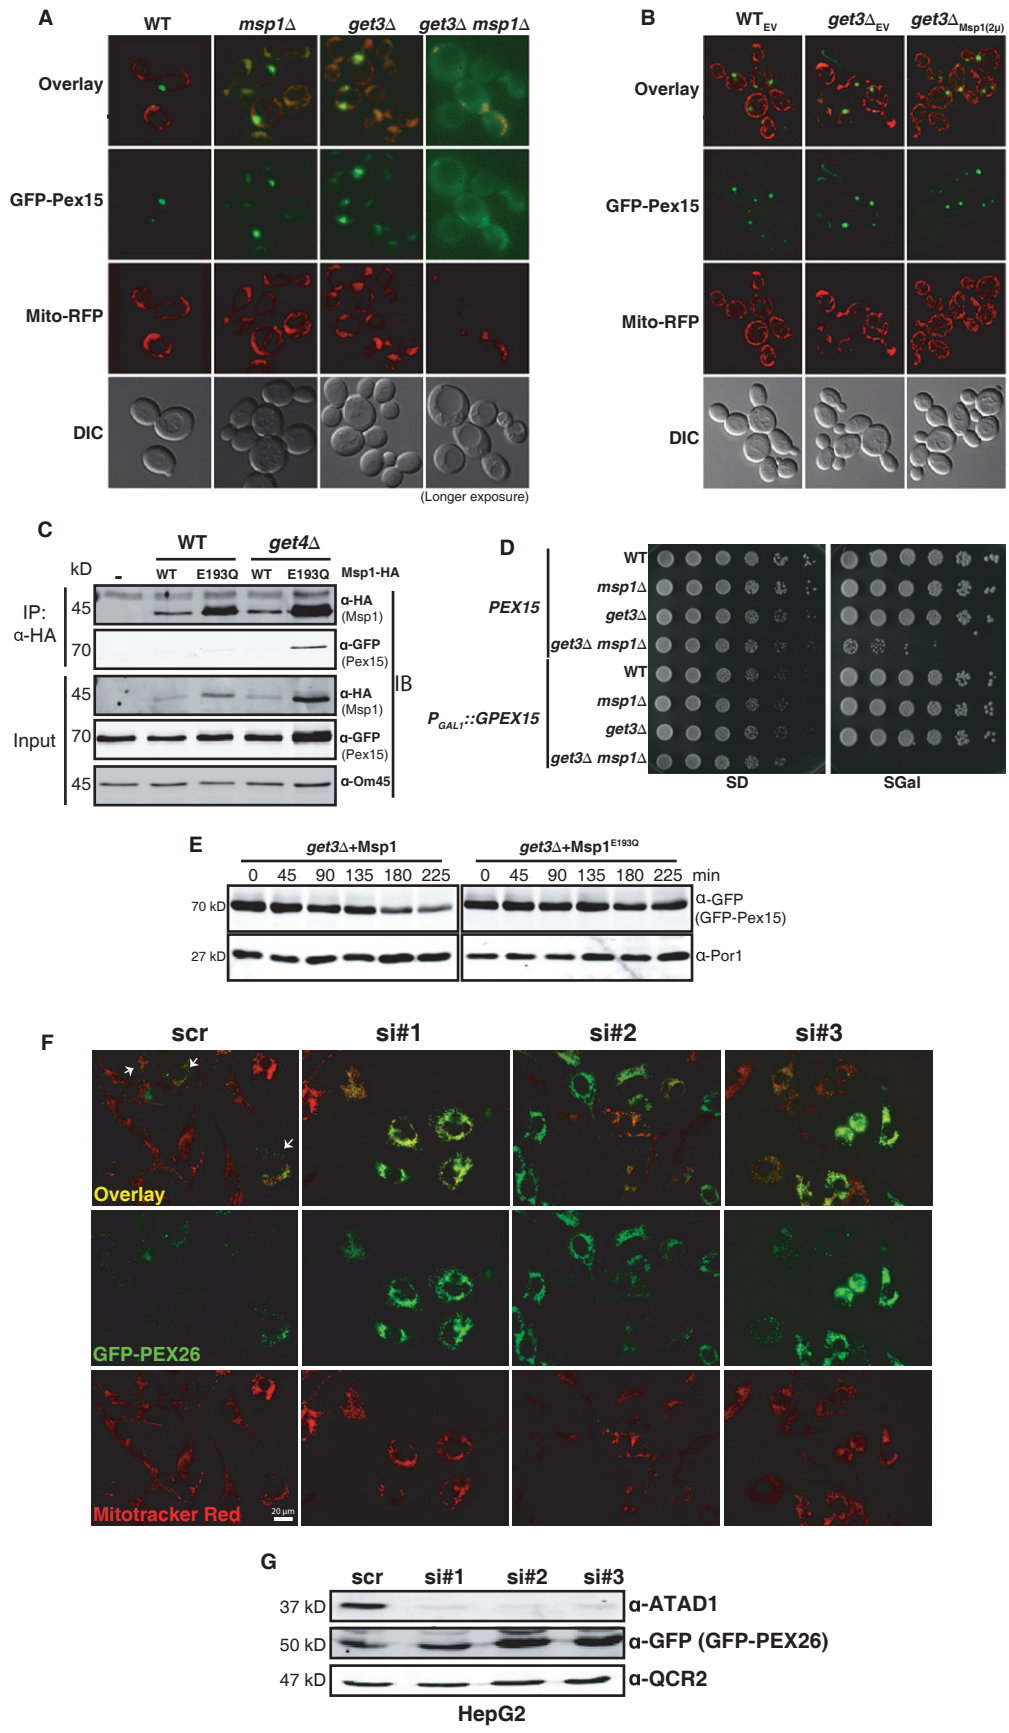 A
WT msp1Δ get3Δ get3Δ msp1Δ
Overlay
GFP-Pex15
Mito-RFP
DIC
(Longer exposure)
B
WT EV get3Δ EV get3Δ Msp1(2μ)
Overlay
GFP-Pex15
Mito-RFP
DIC
C
WT get4Δ
kD - WT E193Q WT E193Q Msp1-HA
IP: α-HA
45 α-HA (Msp1)
70 α-GFP (Pex15)
Input
45 α-HA (Msp1)
70 α-GFP (Pex15)
45 α-Om45
IB
D
PEX15
WT
msp1Δ
get3Δ
get3Δ msp1Δ
PGAL1::GPEX15
WT
msp1Δ
get3Δ
get3Δ msp1Δ
SD SGal
E
get3Δ+Msp1 get3Δ+Msp1E193Q
0 45 90 135 180 225 0 45 90 135 180 225 min
70 kD α-GFP (GFP-Pex15)
27 kD α-Por1
F
scr si#1 si#2 si#3
Overlay
GFP-PEX26
Mitotracker Red
20 μm
G
scr si#1 si#2 si#3
37 kD α-ATAD1
50 kD α-GFP (GFP-PEX26)
47 kD α-QCR2
HepG2